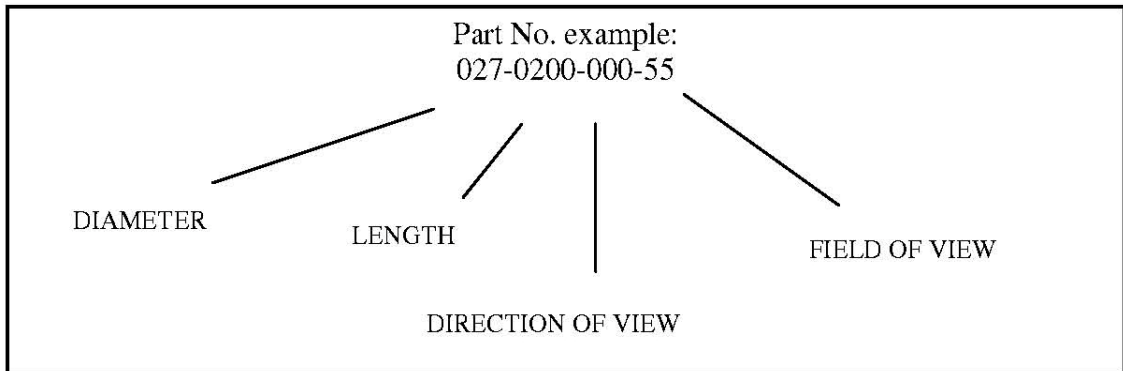 Part No. example:
027-0200-000-55
DIAMETER
LENGTH
FIELD OF VIEW
DIRECTION OF VIEW